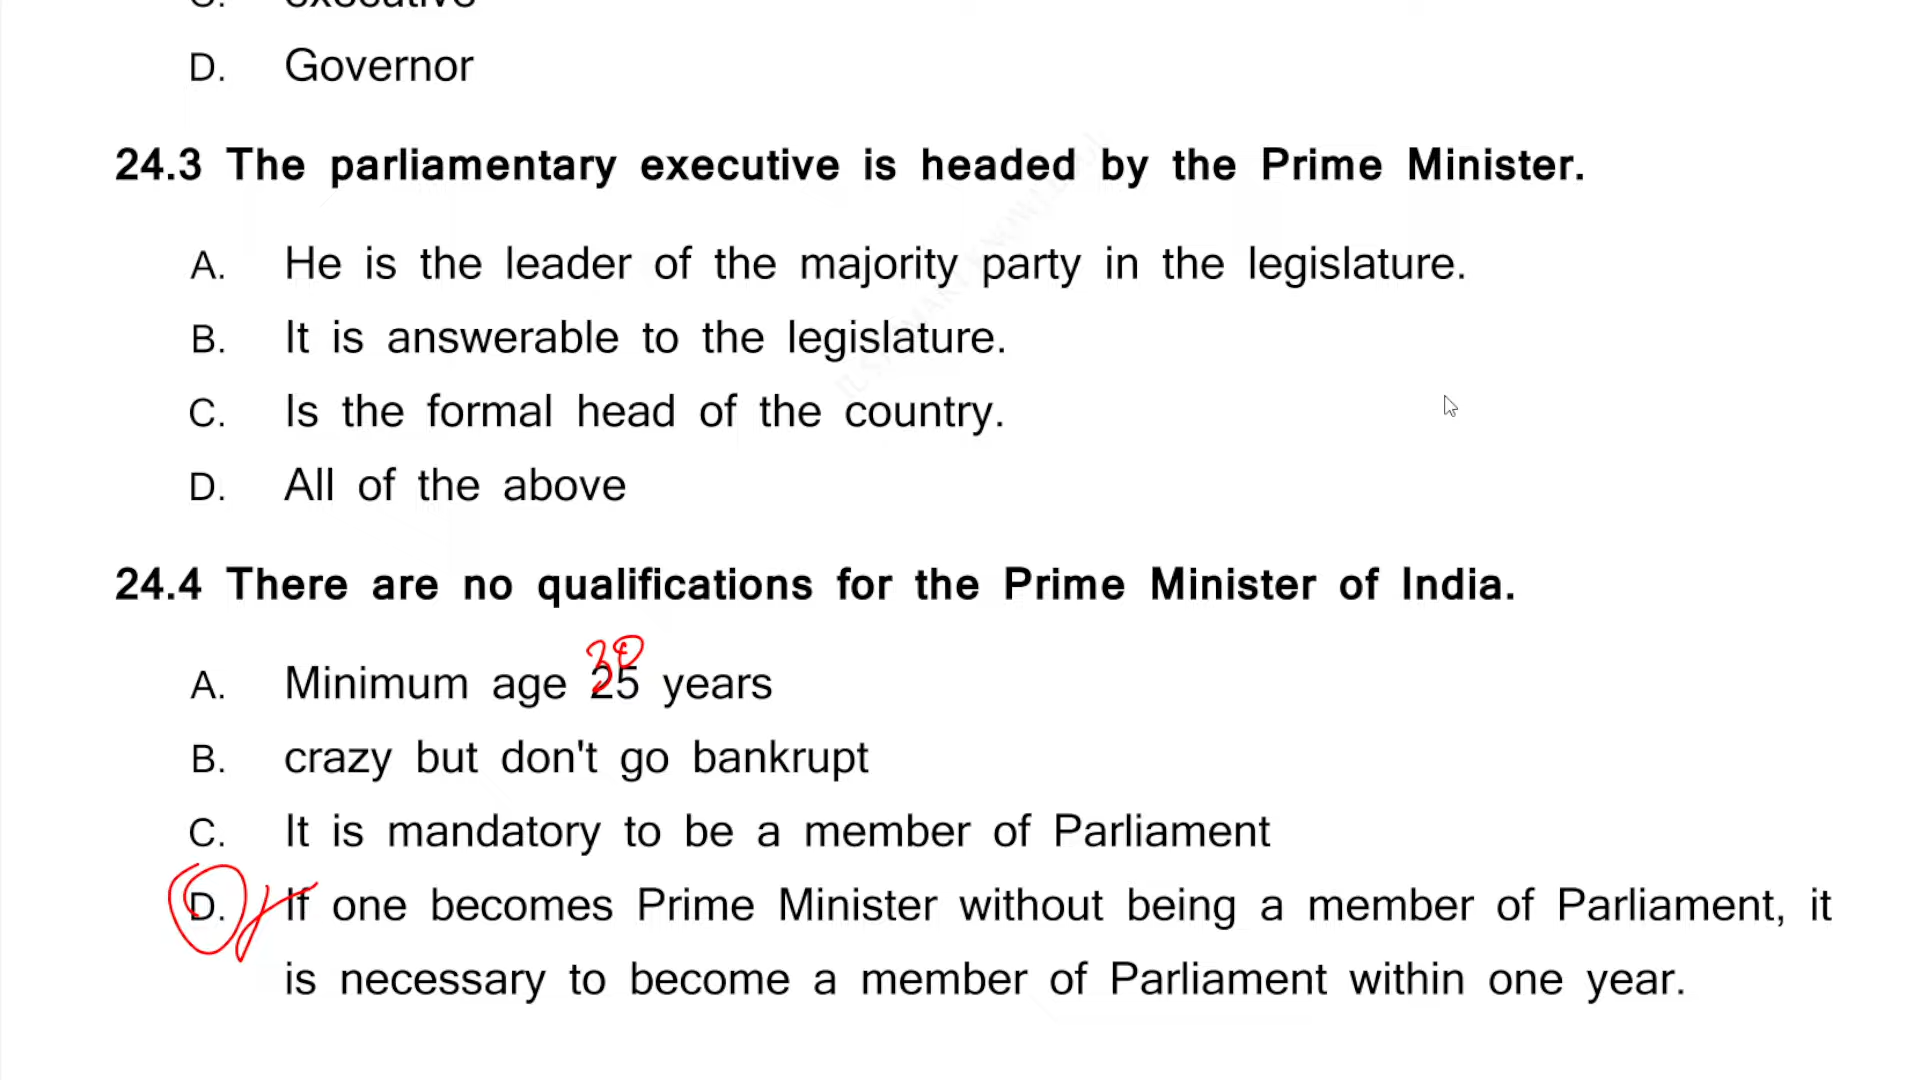 D. Governor
24.3 The parliamentary executive is headed by the Prime Minister.
A. He is the leader of the majority party in the legislature.
B. It is answerable to the legislature.
C. Is the formal head of the country.
D. All of the above
24.4 There are no qualifications for the Prime Minister of India.
30
A. Minimum age 25 years
B. crazy but don't go bankrupt
C. It is mandatory to be a member of Parliament
D. If one becomes Prime Minister without being a member of Parliament, it
is necessary to become a member of Parliament within one year.